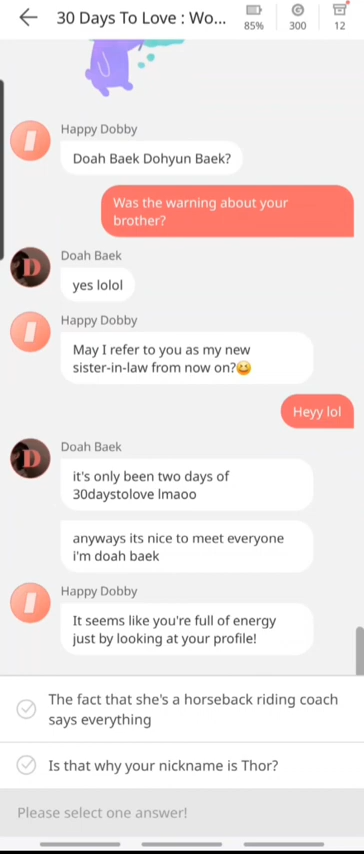 30 Days To Love : Wo...
85%
300
12
Happy Dobby
Doah Baek Dohyun Baek?
Was the warning about your
brother?
D
Doah Baek
yes lolol
Happy Dobby
May I refer to you as my new
sister-in-law from now on?😆
Heyy lol
D
Doah Baek
it's only been two days of
30daystolove lmaoo
anyways its nice to meet everyone
i'm doah baek
Happy Dobby
It seems like you're full of energy
just by looking at your profile!
The fact that she's a horseback riding coach
says everything
Is that why your nickname is Thor?
Please select one answer!